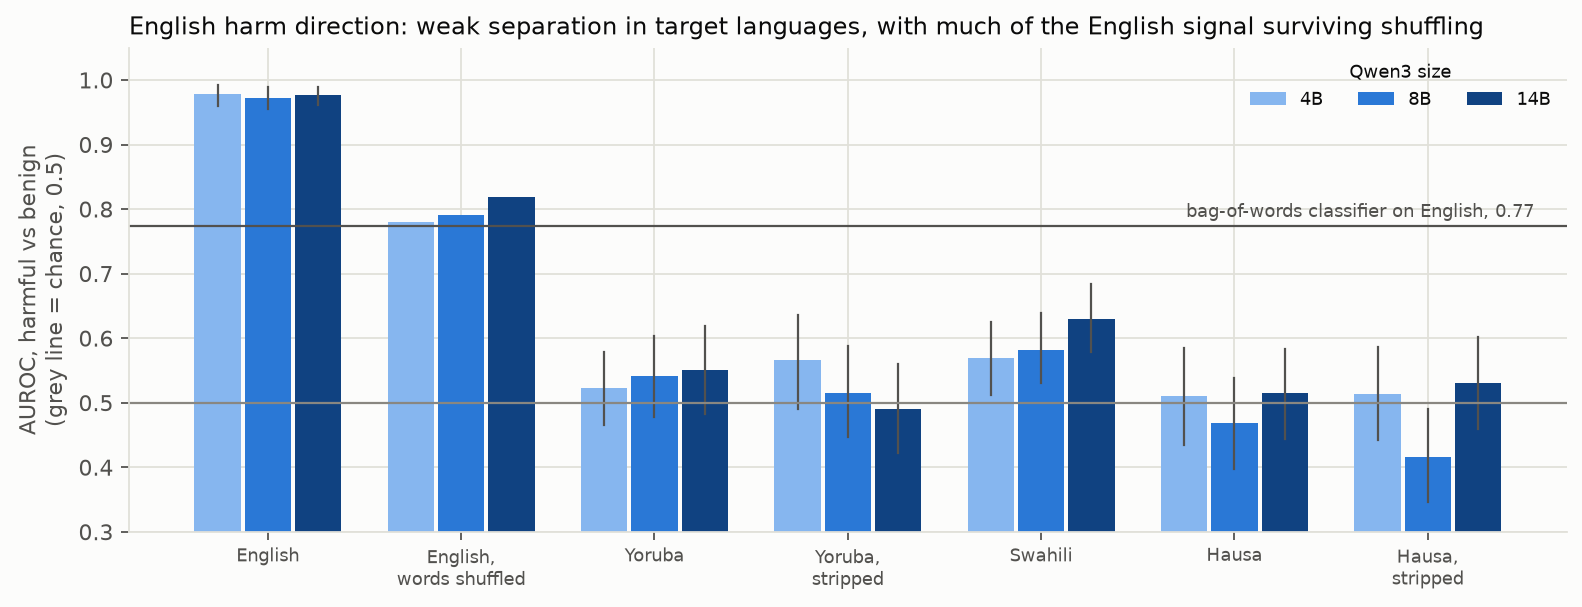 English harm direction: weak separation in target languages, with much of the English signal surviving shuffling
AUROC, harmful vs benign
(grey line = chance, 0.5)
1.0
0.9
0.8
0.7
0.6
0.5
0.4
0.3
Qwen3 size
4B
8B
14B
bag-of-words classifier on English, 0.77
English
English,
words shuffled
Yoruba
Yoruba,
stripped
Swahili
Hausa
Hausa,
stripped